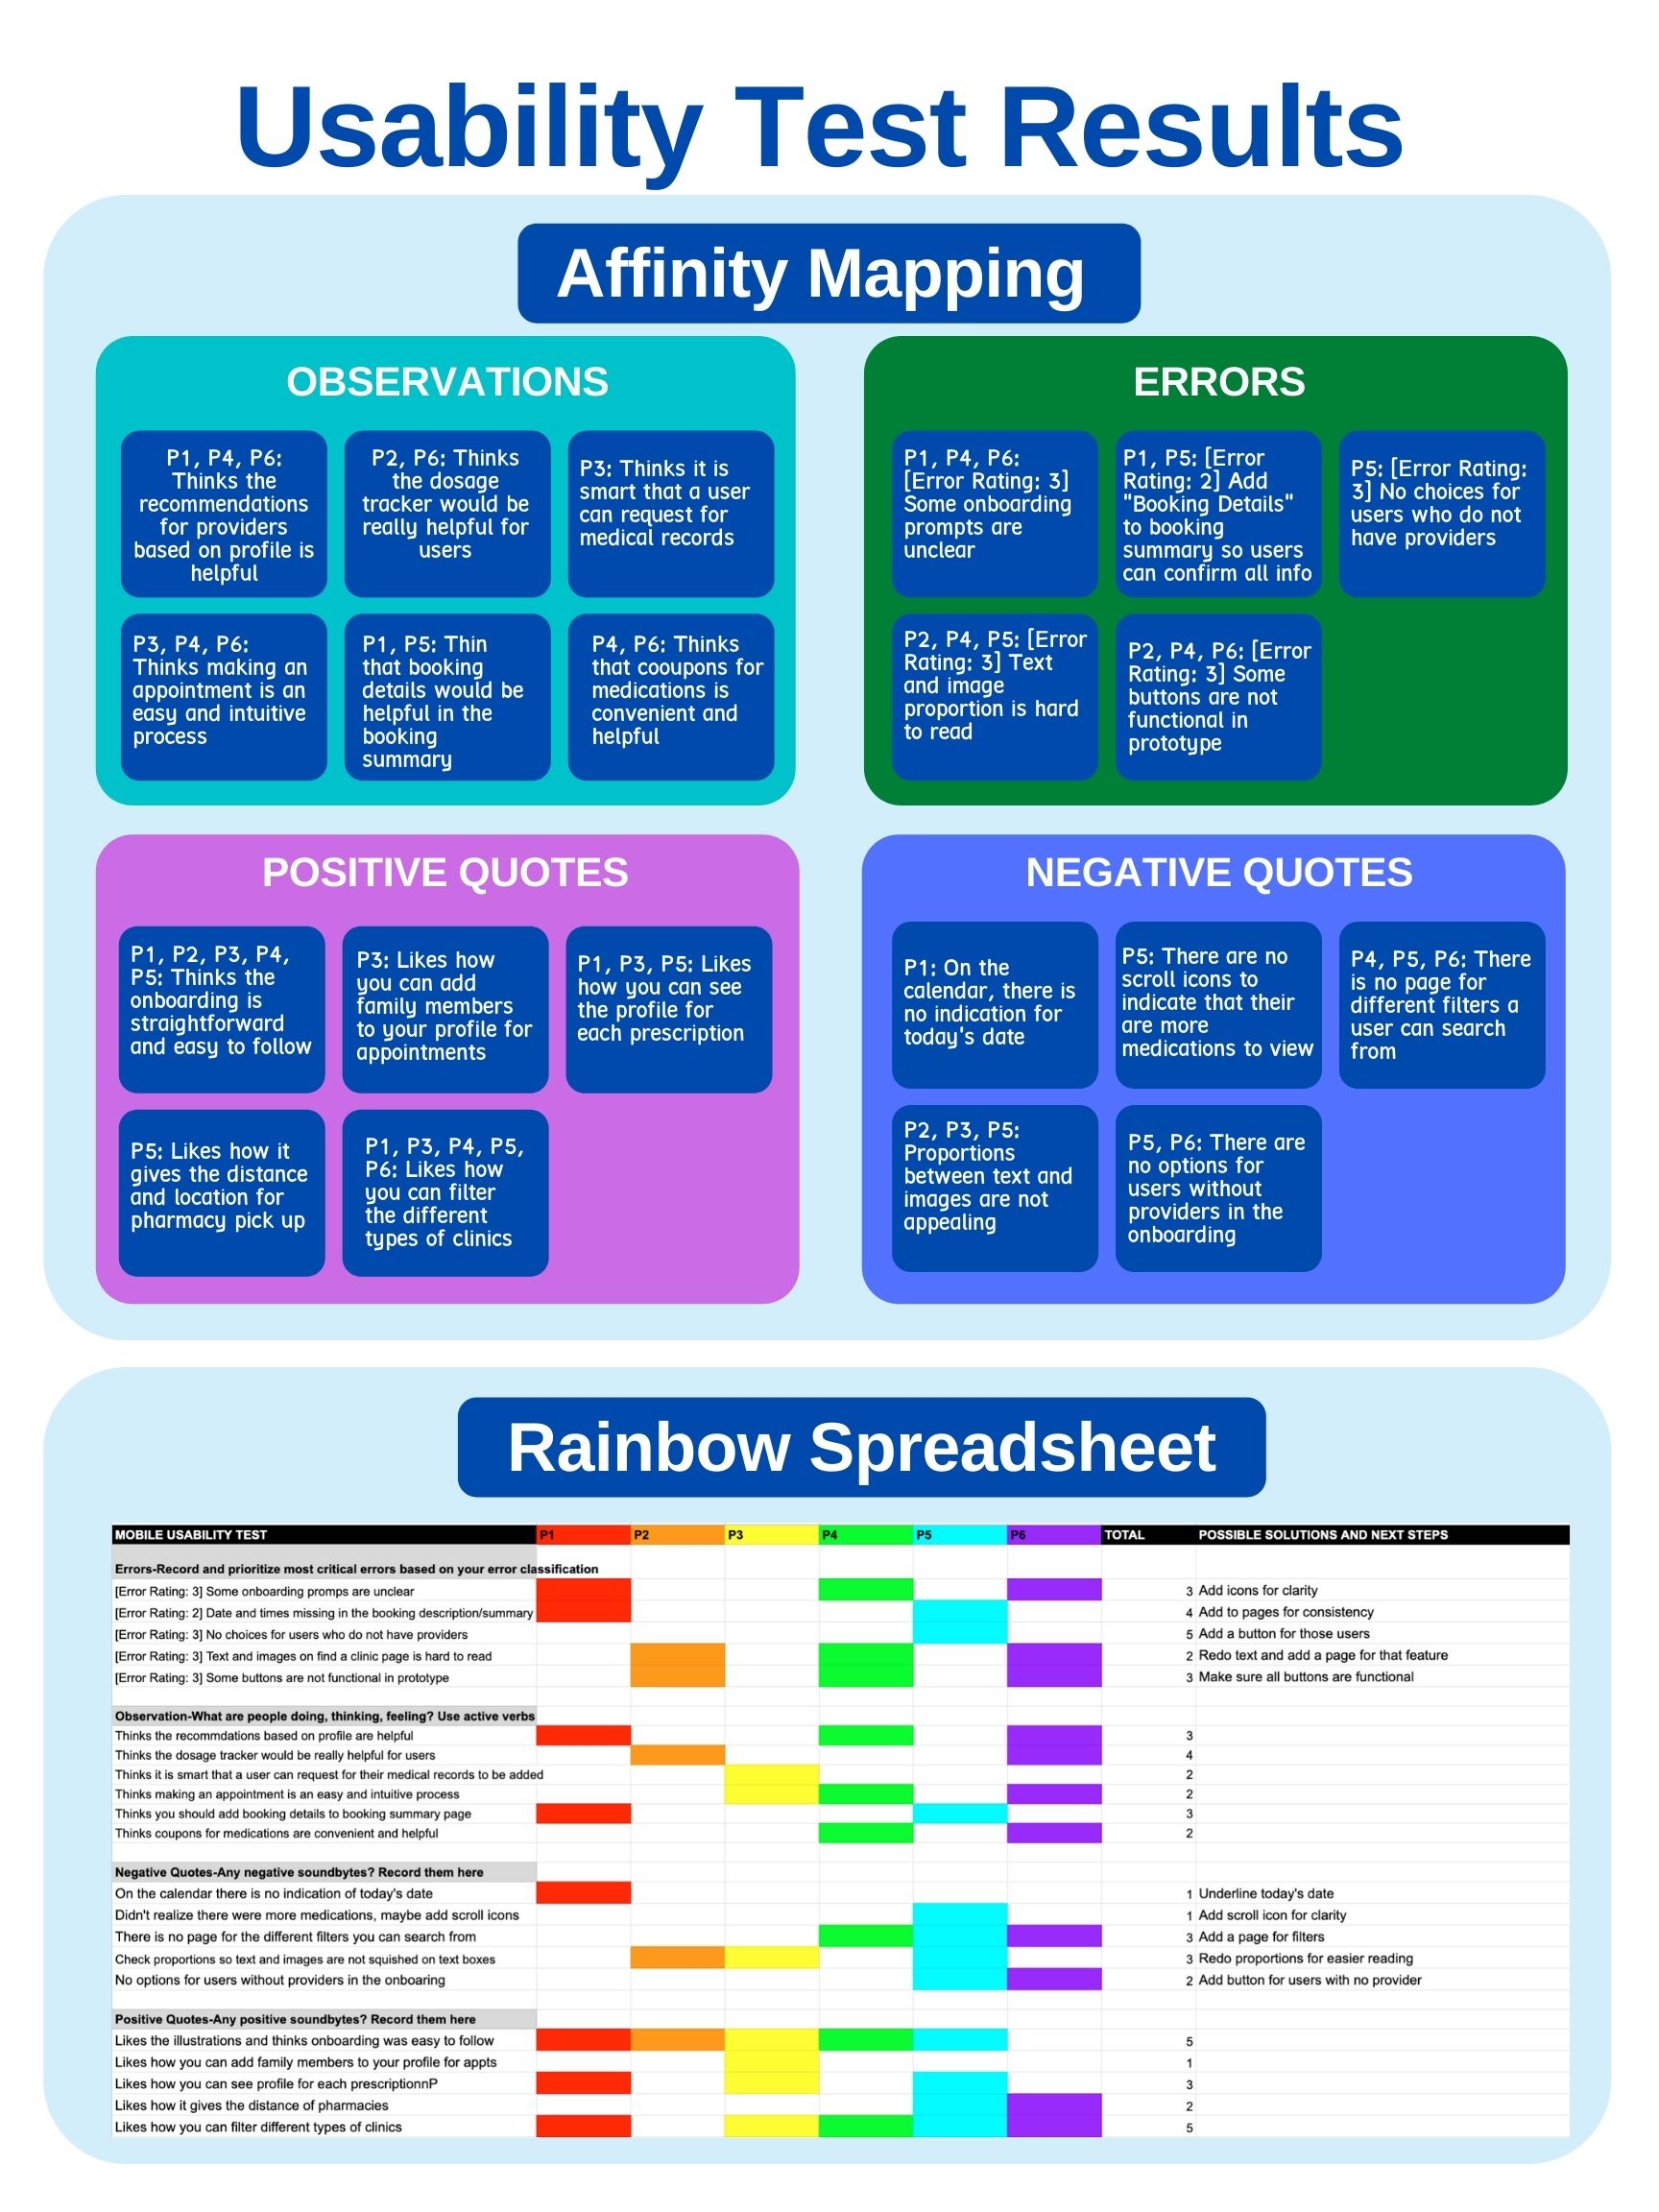 Usability Test Results
Affinity Mapping
OBSERVATIONS
P1, P4, P6:
Thinks the
recommendations
for providers
based on profile is
helpful
P2, P6: Thinks
the dosage
tracker would be
really helpful for
users
P3: Thinks it is
smart that a user
can request for
medical records
P3, P4, P6:
Thinks making an
appointment is an
easy and intuitive
process
P1, P5: Thin
that booking
details would be
helpful in the
booking
summary
P4, P6: Thinks
that cooupons for
medications is
convenient and
helpful
ERRORS
P1, P4, P6:
[Error Rating: 3]
Some onboarding
prompts are
unclear
P1, P5: [Error
Rating: 2] Add
"Booking Details"
to booking
summary so users
can confirm all info
P5: [Error Rating:
3] No choices for
users who do not
have providers
P2, P4, P5: [Error
Rating: 3] Text
and image
proportion is hard
to read
P2, P4, P6: [Error
Rating: 3] Some
buttons are not
functional in
prototype
POSITIVE QUOTES
P1, P2, P3, P4,
P5: Thinks the
onboarding is
straightforward
and easy to follow
P3: Likes how
you can add
family members
to your profile for
appointments
P1, P3, P5: Likes
how you can see
the profile for
each prescription
P5: Likes how it
gives the distance
and location for
pharmacy pick up
P1, P3, P4, P5,
P6: Likes how
you can filter
the different
types of clinics
NEGATIVE QUOTES
P1: On the
calendar, there is
no indication for
today's date
P5: There are no
scroll icons to
indicate that their
are more
medications to view
P4, P5, P6: There
is no page for
different filters a
user can search
from
P2, P3, P5:
Proportions
between text and
images are not
appealing
P5, P6: There are
no options for
users without
providers in the
onboarding
Rainbow Spreadsheet
MOBILE USABILITY TEST P1 P2 P3 P4 P5 P6 TOTAL POSSIBLE SOLUTIONS AND NEXT STEPS
Errors-Record and prioritize most critical errors based on your error classification
[Error Rating: 3] Some onboarding promps are unclear 3 Add icons for clarity
[Error Rating: 2] Date and times missing in the booking description/summary 4 Add to pages for consistency
[Error Rating: 3] No choices for users who do not have providers 5 Add a button for those users
[Error Rating: 3] Text and images on find a clinic page is hard to read 2 Redo text and add a page for that feature
[Error Rating: 3] Some buttons are not functional in prototype 3 Make sure all buttons are functional
Observation-What are people doing, thinking, feeling? Use active verbs
Thinks the recommdations based on profile are helpful 3
Thinks the dosage tracker would be really helpful for users 4
Thinks it is smart that a user can request for their medical records to be added 2
Thinks making an appointment is an easy and intuitive process 2
Thinks you should add booking details to booking summary page 3
Thinks coupons for medications are convenient and helpful 2
Negative Quotes-Any negative soundbytes? Record them here
On the calendar there is no indication of today's date 1 Underline today's date
Didn't realize there were more medications, maybe add scroll icons 1 Add scroll icon for clarity
There is no page for the different filters you can search from 3 Add a page for filters
Check proportions so text and images are not squished on text boxes 3 Redo proportions for easier reading
No options for users without providers in the onboaring 2 Add button for users with no provider
Positive Quotes-Any positive soundbytes? Record them here
Likes the illustrations and thinks onboarding was easy to follow 5
Likes how you can add family members to your profile for appts 1
Likes how you can see profile for each prescriptionnP 3
Likes how it gives the distance of pharmacies 2
Likes how you can filter different types of clinics 5